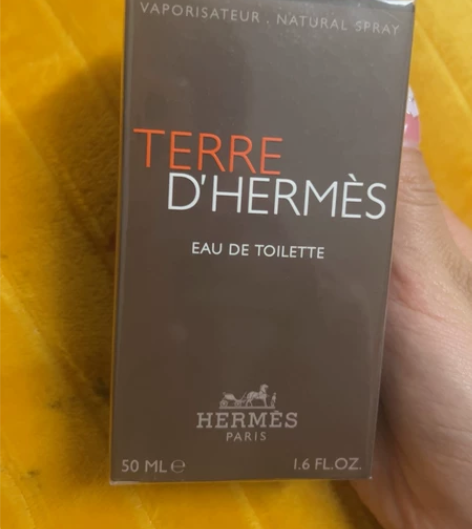 VAPORISATEUR . NATURAL SPRAY
TERRE
D'HERMÈS
EAU DE TOILETTE
HERMÈS
PARIS
50 ML ℮ 1.6 FL.OZ.